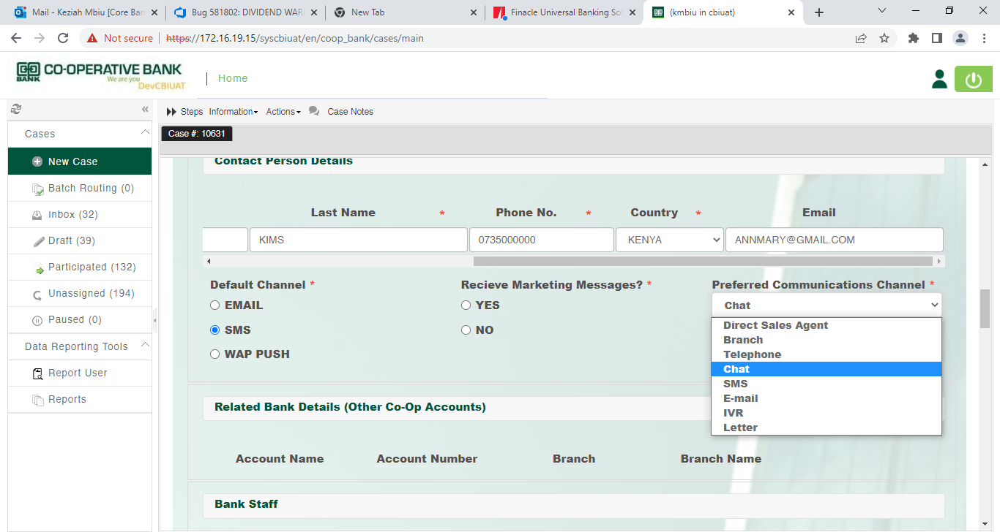 Mail - Keziah Mbiu [Core Ban
Bug 581802: DIVIDEND WAR
New Tab
Finacle Universal Banking So
(kmbiu in cbiuat)
Not secure
https://172.16.19.15/syscbiuat/en/coop_bank/cases/main
BANK
CO-OPERATIVE BANK
We are you
DevCBIUAT
Home
Steps Information Actions Case Notes
Case #: 10631
Cases
New Case
Batch Routing (0)
Inbox (32)
Draft (39)
Participated (132)
Unassigned (194)
Paused (0)
Data Reporting Tools
Report User
Reports
Contact Person Details
Last Name * Phone No. * Country * Email
KIMS 0735000000 KENYA ANNMARY@GMAIL.COM
Default Channel * Recieve Marketing Messages? * Preferred Communications Channel *
EMAIL YES Chat
SMS NO
WAP PUSH
Direct Sales Agent
Branch
Telephone
Chat
SMS
E-mail
IVR
Letter
Related Bank Details (Other Co-Op Accounts)
Account Name Account Number Branch Branch Name
Bank Staff